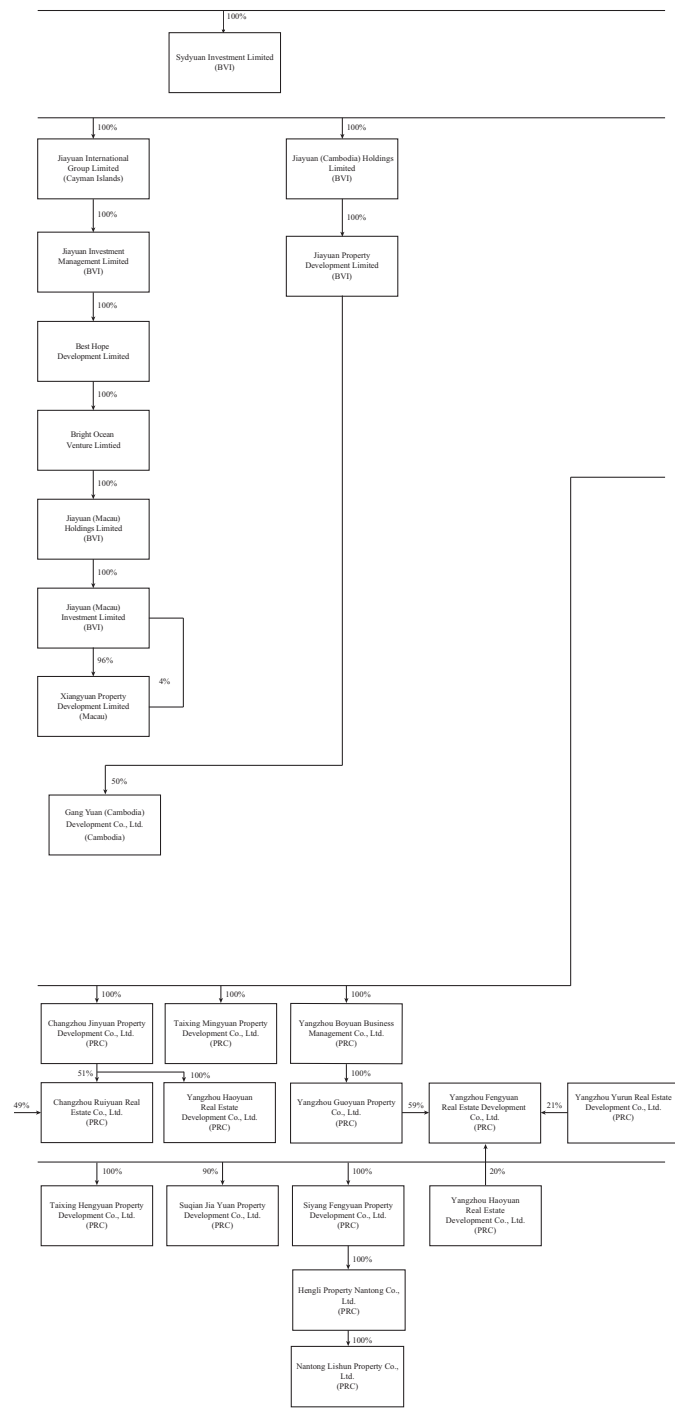 100%
Sydyuan Investment Limited
(BVI)
100%
100%
Jiayuan International
Group Limited
(Cayman Islands)
Jiayuan (Cambodia) Holdings
Limited
(BVI)
100%
100%
Jiayuan Investment
Management Limited
(BVI)
Jiayuan Property
Development Limited
(BVI)
100%
Best Hope
Development Limited
100%
Bright Ocean
Venture Limtied
100%
Jiayuan (Macau)
Holdings Limited
(BVI)
100%
Jiayuan (Macau)
Investment Limited
(BVI)
96%
4%
Xiangyuan Property
Development Limited
(Macau)
50%
Gang Yuan (Cambodia)
Development Co., Ltd.
(Cambodia)
100%
100%
100%
Changzhou Jinyuan Property
Development Co., Ltd.
(PRC)
Taixing Mingyuan Property
Development Co., Ltd.
(PRC)
Yangzhou Boyuan Business
Management Co., Ltd.
(PRC)
51%
100%
100%
49%
Changzhou Ruiyuan Real
Estate Co., Ltd.
(PRC)
Yangzhou Haoyuan
Real Estate
Development Co., Ltd.
(PRC)
Yangzhou Guoyuan Property
Co., Ltd.
(PRC)
59%
Yangzhou Fengyuan
Real Estate Development
Co., Ltd.
(PRC)
21%
Yangzhou Yurun Real Estate
Development Co., Ltd.
(PRC)
100%
90%
100%
20%
Taixing Hengyuan Property
Development Co., Ltd.
(PRC)
Suqian Jia Yuan Property
Development Co., Ltd.
(PRC)
Siyang Fengyuan Property
Development Co., Ltd.
(PRC)
Yangzhou Haoyuan
Real Estate
Development Co., Ltd.
(PRC)
100%
Hengli Property Nantong Co.,
Ltd.
(PRC)
100%
Nantong Lishun Property Co.,
Ltd.
(PRC)